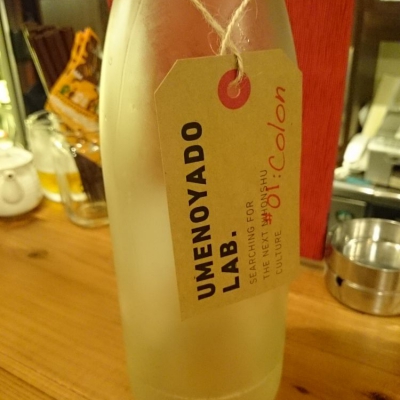 UMENOYADO
LAB.
SEARCHING FOR
THE NEXT NIHONSHU
CULTURE
#01:Colon